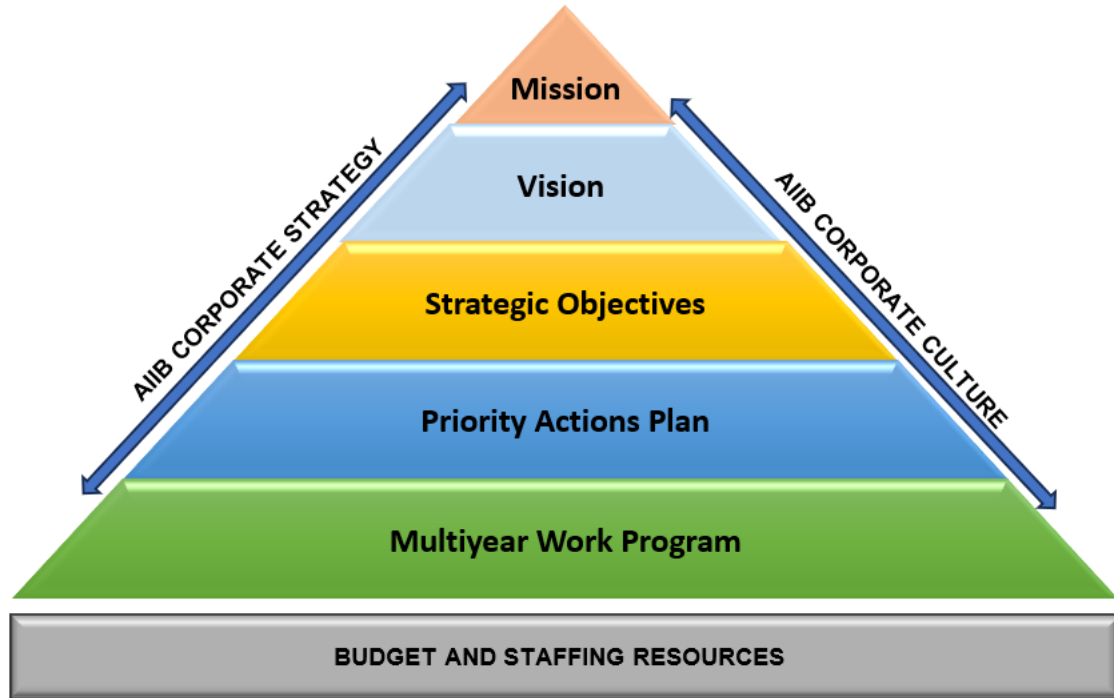 Mission
Vision
Strategic Objectives
Priority Actions Plan
Multiyear Work Program
BUDGET AND STAFFING RESOURCES
AIIB CORPORATE STRATEGY
AIIB CORPORATE CULTURE